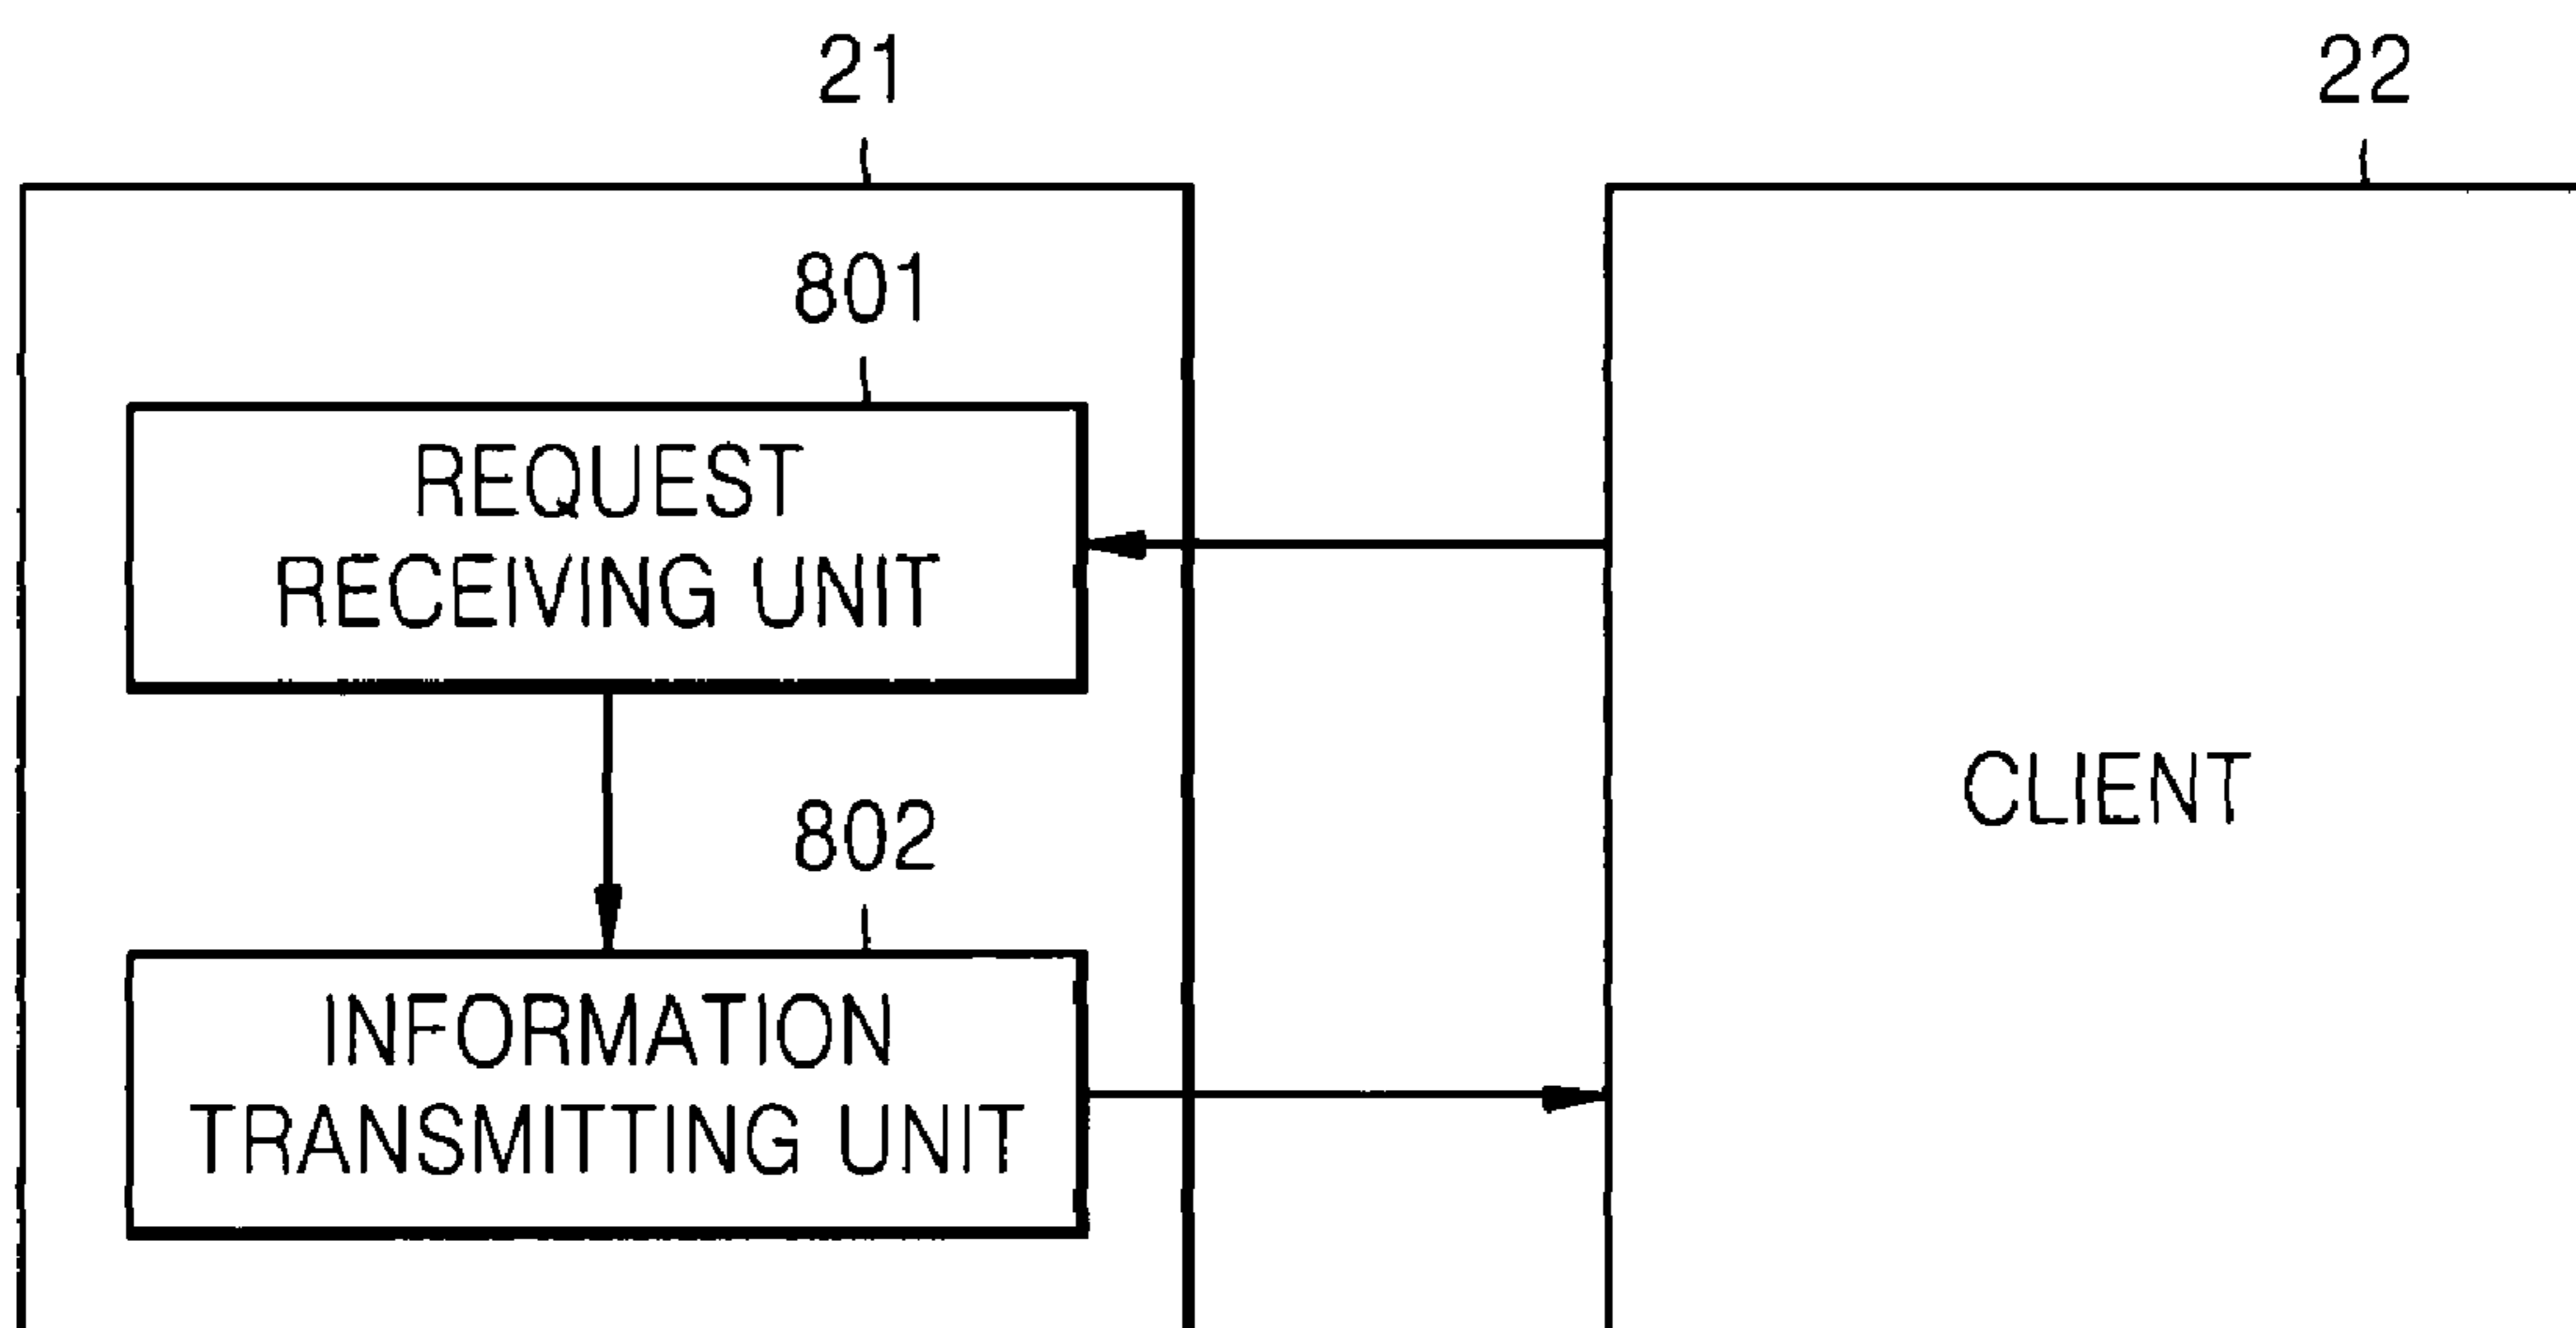 21
22
801
REQUEST
RECEIVING UNIT
802
CLIENT
INFORMATION
TRANSMITTING UNIT